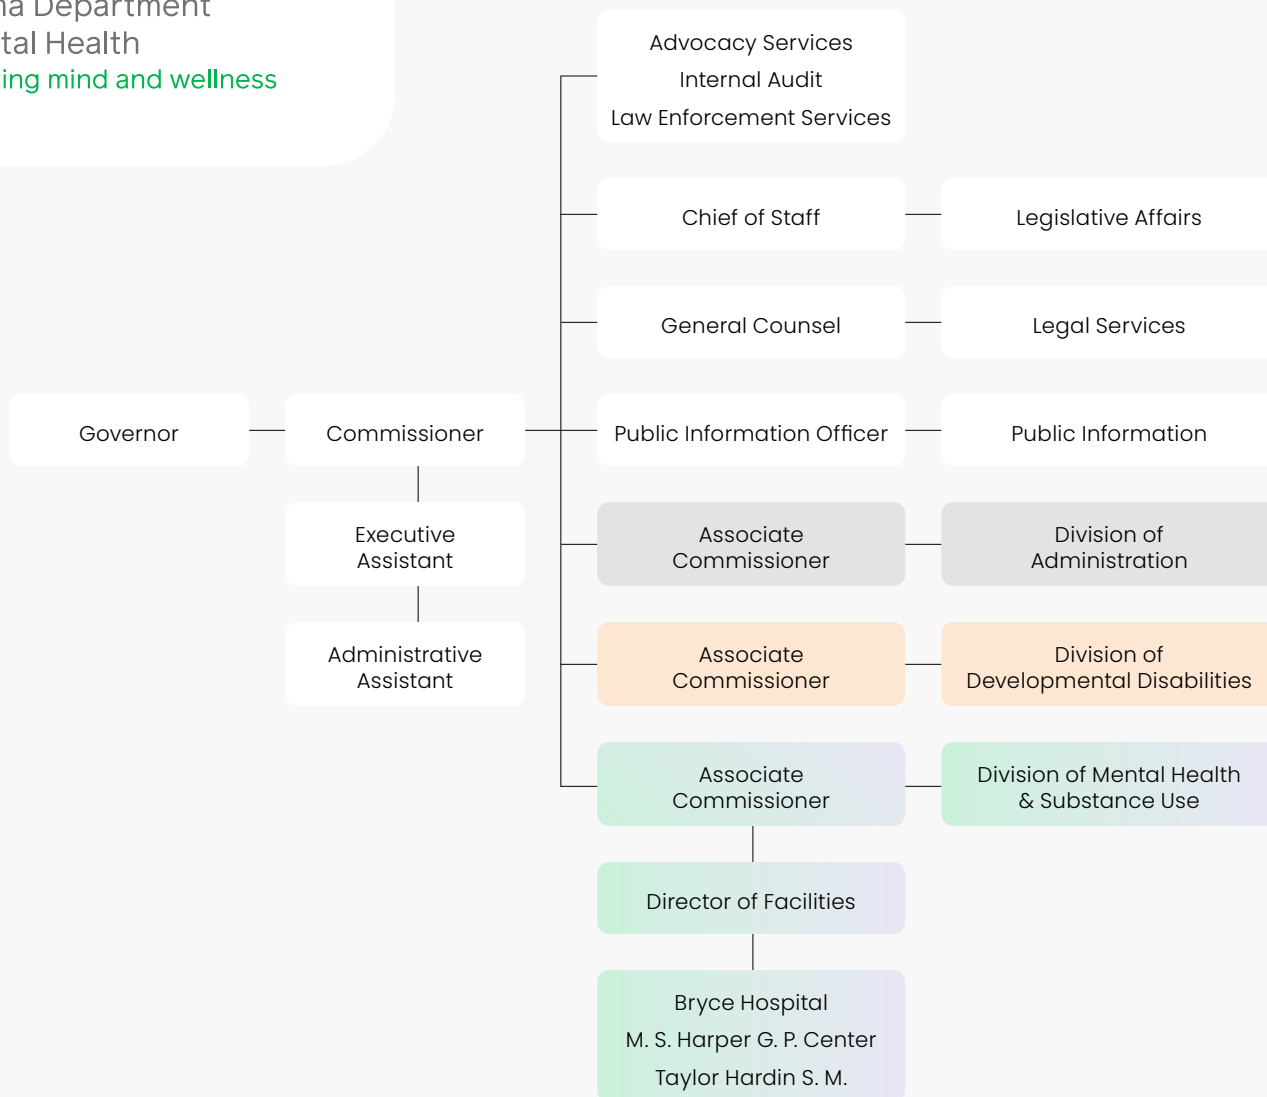 Department
Health
mind and wellness
Advocacy Services
Internal Audit
Law Enforcement Services
Chief of Staff
Legislative Affairs
General Counsel
Legal Services
Governor
Commissioner
Public Information Officer
Public Information
Executive
Assistant
Associate
Commissioner
Division of
Administration
Administrative
Assistant
Associate
Commissioner
Division of
Developmental Disabilities
Associate
Commissioner
Division of Mental Health
& Substance Use
Director of Facilities
Bryce Hospital
M. S. Harper G. P. Center
Taylor Hardin S. M.